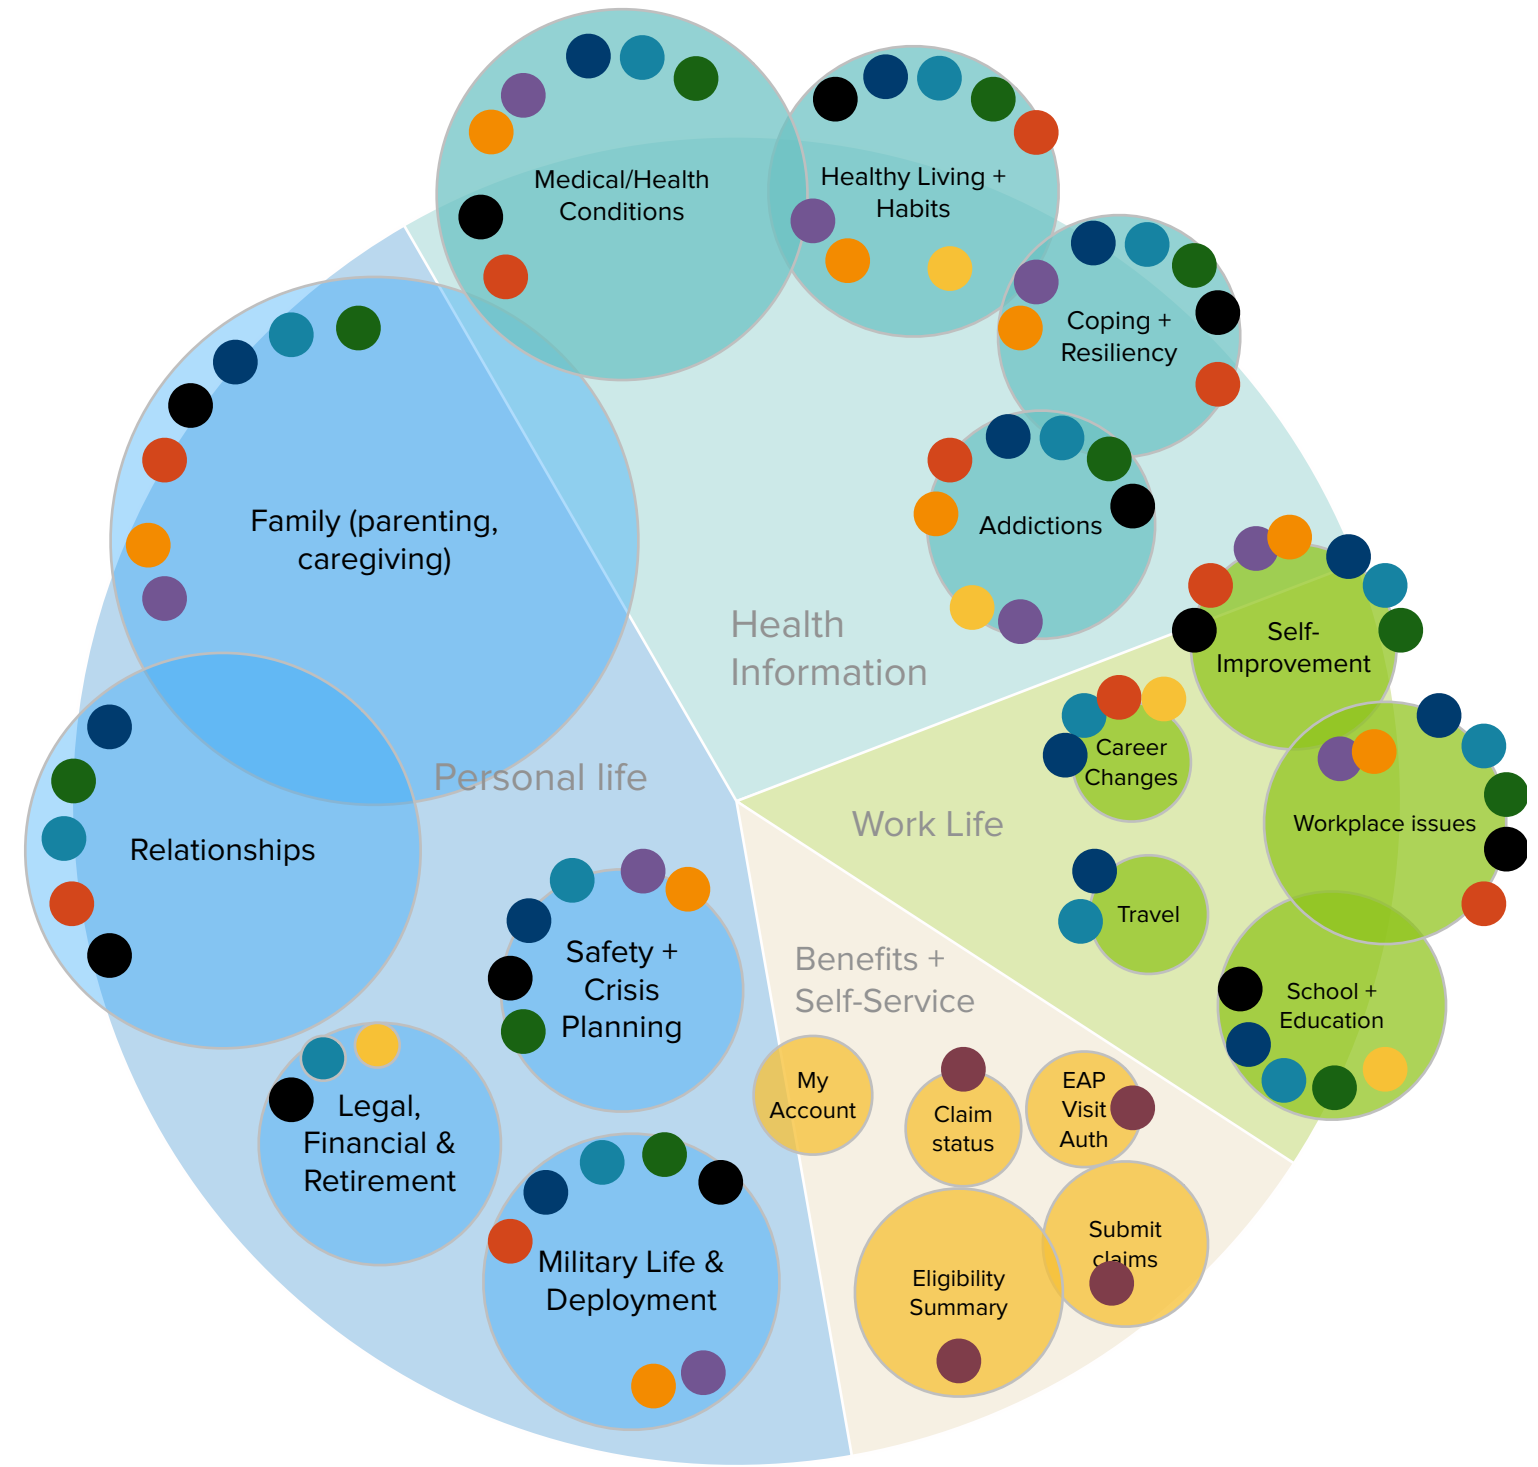 Medical/Health
Conditions
Healthy Living +
Habits
Coping +
Resiliency
Addictions
Family (parenting,
caregiving)
Health
Information
Self-
Improvement
Personal life
Career
Changes
Work Life
Workplace issues
Relationships
Travel
Safety +
Crisis
Planning
Benefits +
Self-Service
School +
Education
My
Account
Claim
status
EAP
Visit
Auth
Legal,
Financial &
Retirement
Submit
claims
Military Life &
Deployment
Eligibility
Summary